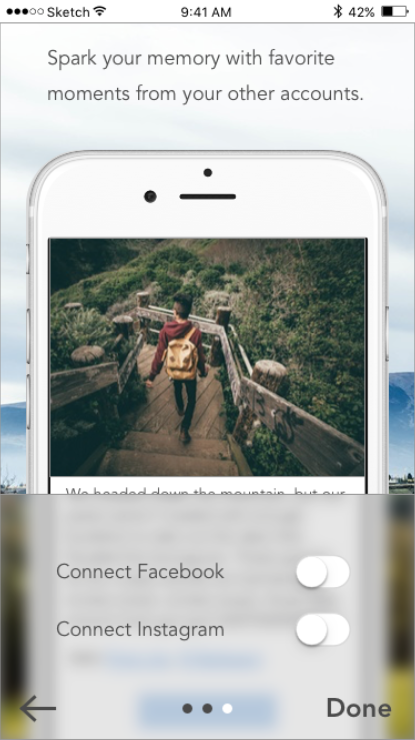 Sketch 9:41 AM 42%
Spark your memory with favorite
moments from your other accounts.
We headed down the mountain, but our
Connect Facebook
Connect Instagram
Done